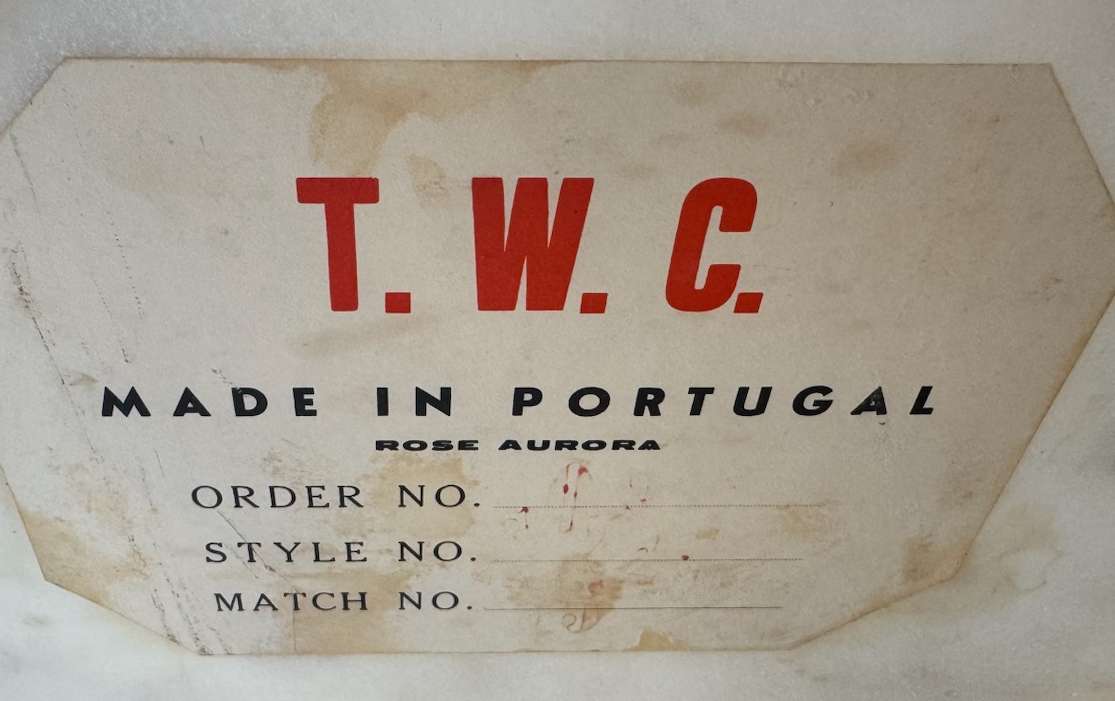 T. W. C.
MADE IN PORTUGAL
ROSE AURORA
ORDER NO.
STYLE NO.
MATCH NO.